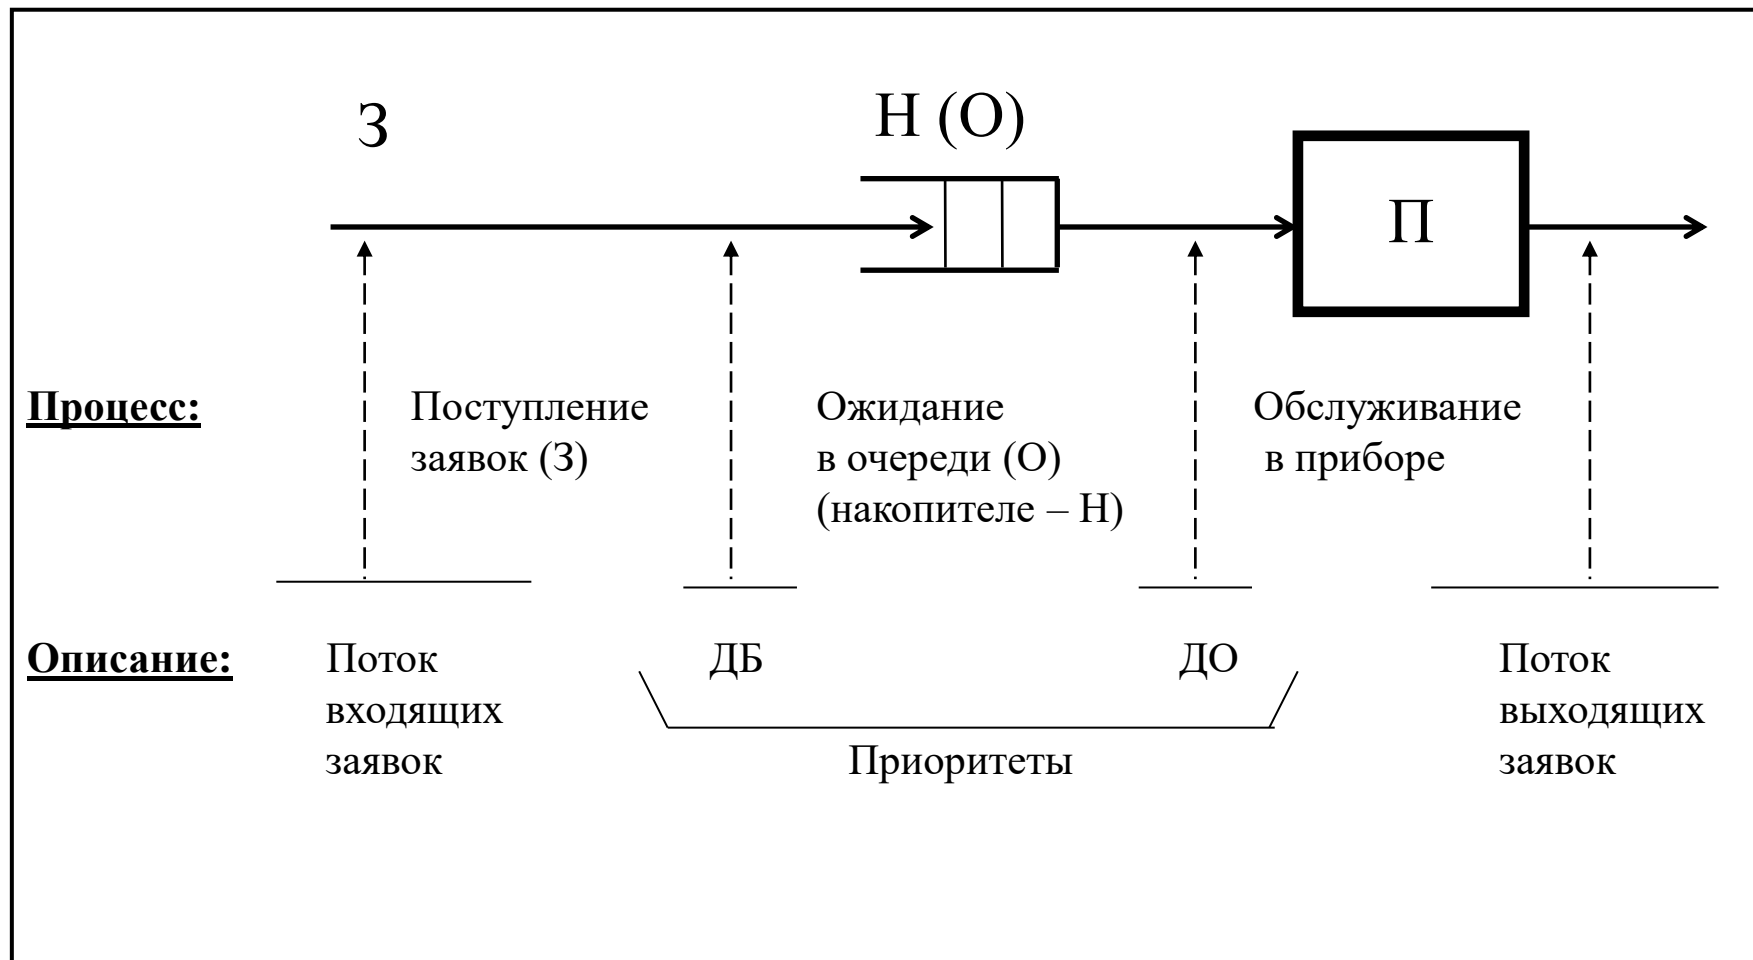 З
Н (О)
П
Процесс:
Поступление
заявок (З)
Ожидание
в очереди (О)
(накопителе – Н)
Обслуживание
в приборе
Описание:
Поток
входящих
заявок
ДБ
ДО
Приоритеты
Поток
выходящих
заявок